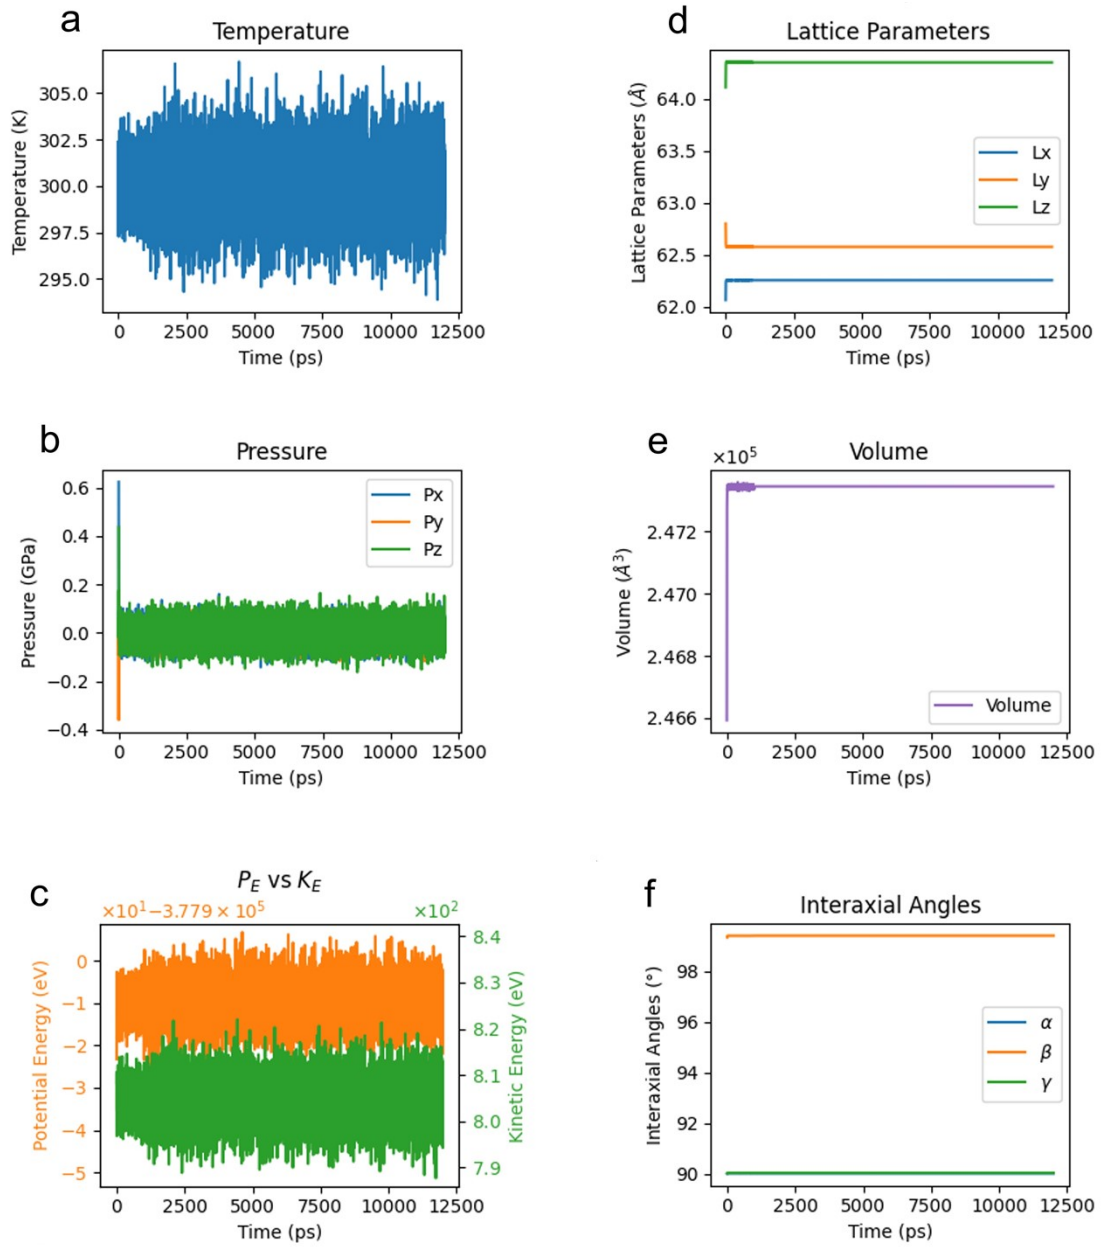 a
Temperature
Temperature (K)
305.0
302.5
300.0
297.5
295.0
0 2500 5000 7500 10000 12500
Time (ps)
d
Lattice Parameters
Lattice Parameters (Å)
64.0
63.5
63.0
62.5
62.0
Lx
Ly
Lz
0 2500 5000 7500 10000 12500
Time (ps)
b
Pressure
Pressure (GPa)
0.6
0.4
0.2
0.0
−0.2
−0.4
Px
Py
Pz
0 2500 5000 7500 10000 12500
Time (ps)
e
Volume
×10⁵
Volume (Å³)
2.472
2.470
2.468
2.466
Volume
0 2500 5000 7500 10000 12500
Time (ps)
c
P_E vs K_E
×10¹−3.779 × 10⁵
×10²
Potential Energy (eV)
0
−1
−2
−3
−4
−5
8.4
8.3
8.2
8.1
8.0
7.9
Kinetic Energy (eV)
0 2500 5000 7500 10000 12500
Time (ps)
f
Interaxial Angles
Interaxial Angles (°)
98
96
94
92
90
α
β
γ
0 2500 5000 7500 10000 12500
Time (ps)